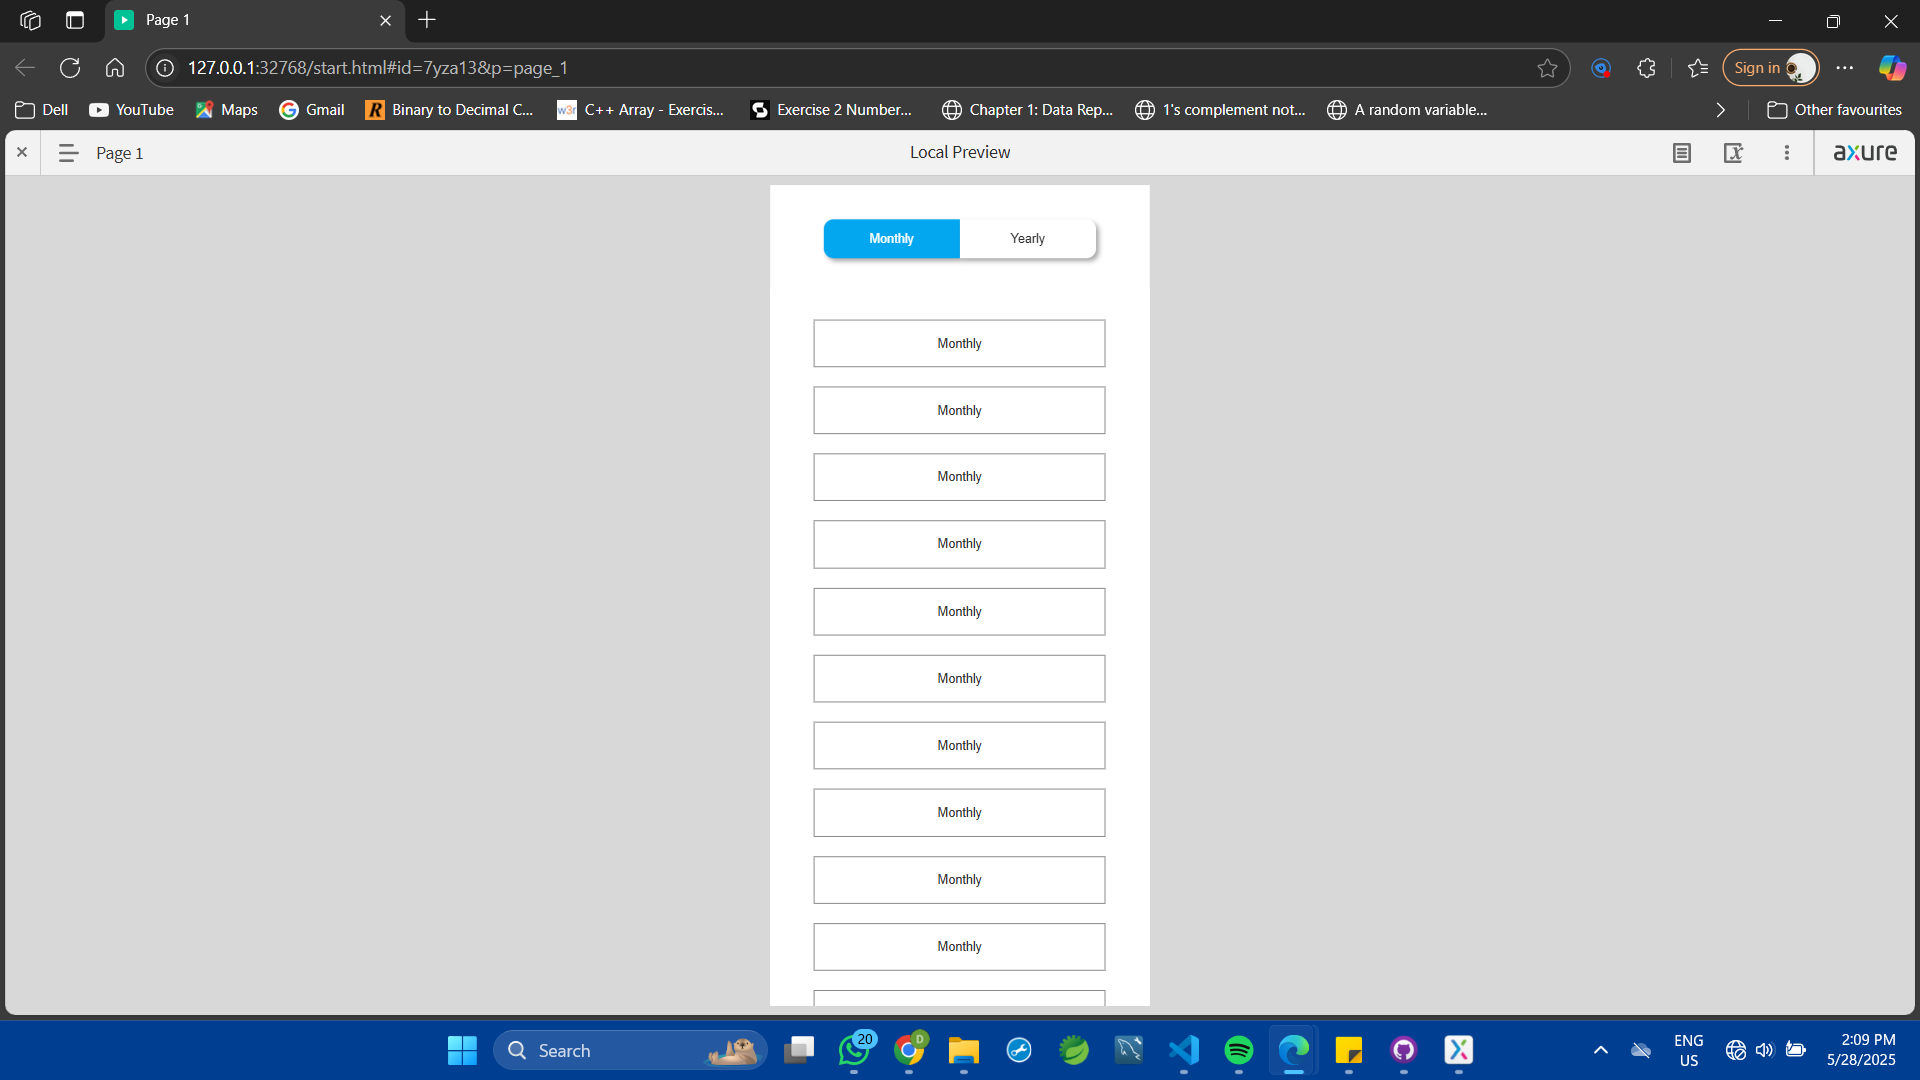 Page 1
127.0.0.1:32768/start.html#id=7yza13&p=page_1
Sign in
Dell
YouTube
Maps
Gmail
Binary to Decimal C...
w3r
C++ Array - Exercis...
Exercise 2 Number...
Chapter 1: Data Rep...
1's complement not...
A random variable...
Other favourites
Page 1
Local Preview
axure
Monthly
Yearly
Monthly
Monthly
Monthly
Monthly
Monthly
Monthly
Monthly
Monthly
Monthly
Monthly
Search
20
D
ENG
US
2:09 PM
5/28/2025